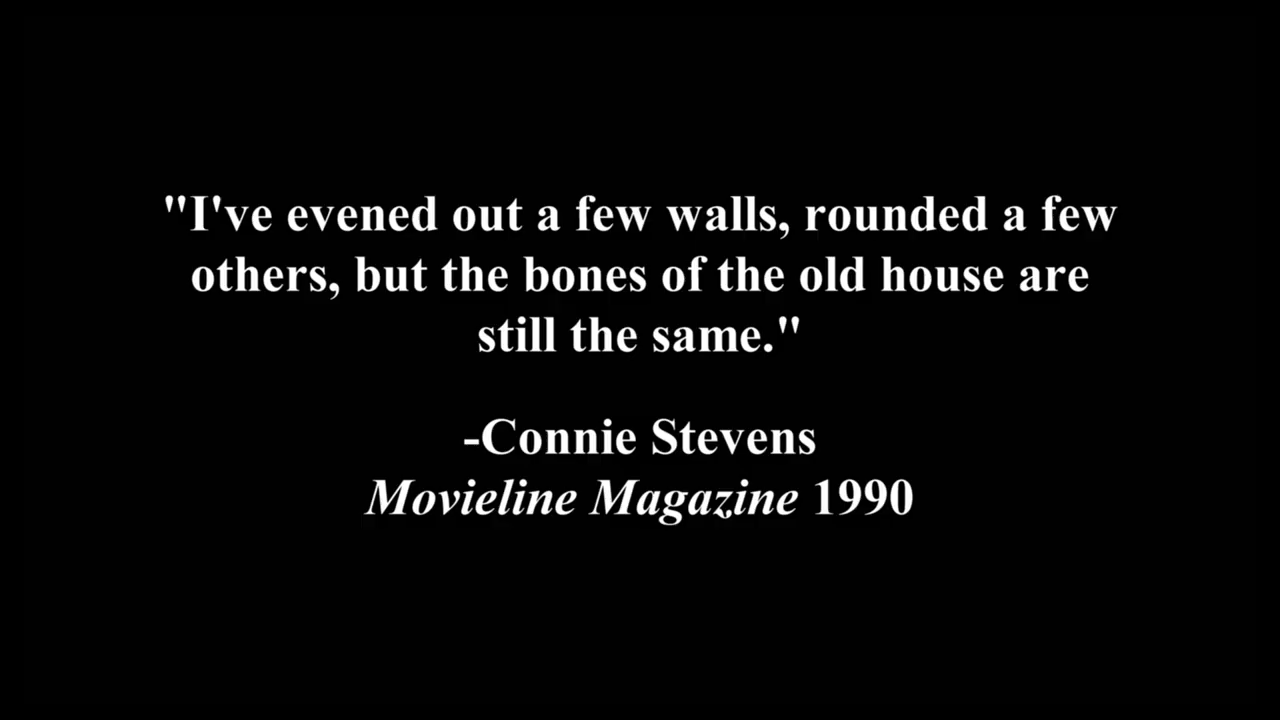 "I've evened out a few walls, rounded a few
others, but the bones of the old house are
still the same."
-Connie Stevens
Movieline Magazine 1990